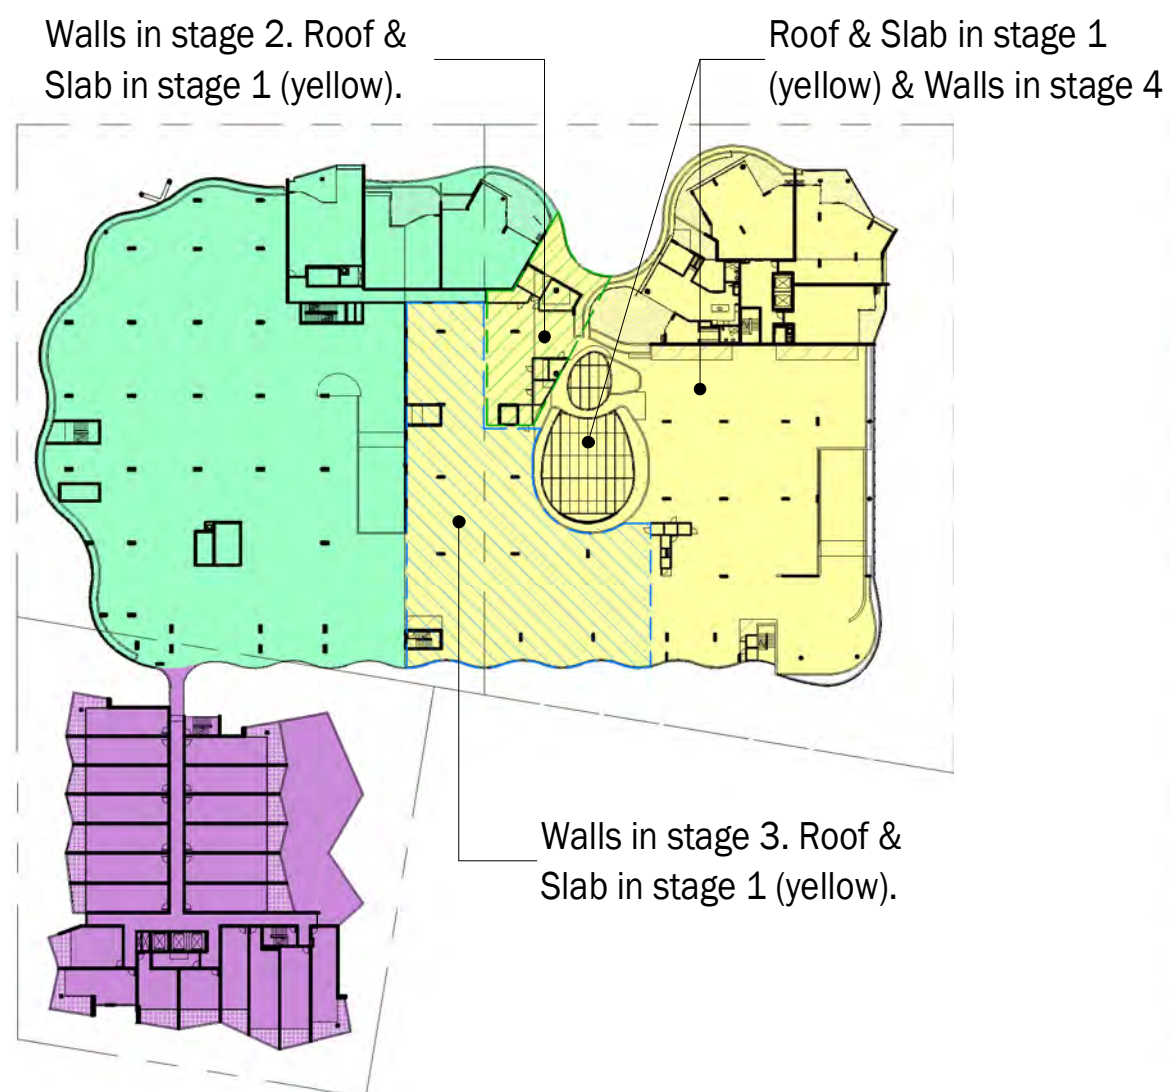 Walls in stage 2. Roof &
Slab in stage 1 (yellow).
Roof & Slab in stage 1
(yellow) & Walls in stage 4
Walls in stage 3. Roof &
Slab in stage 1 (yellow).